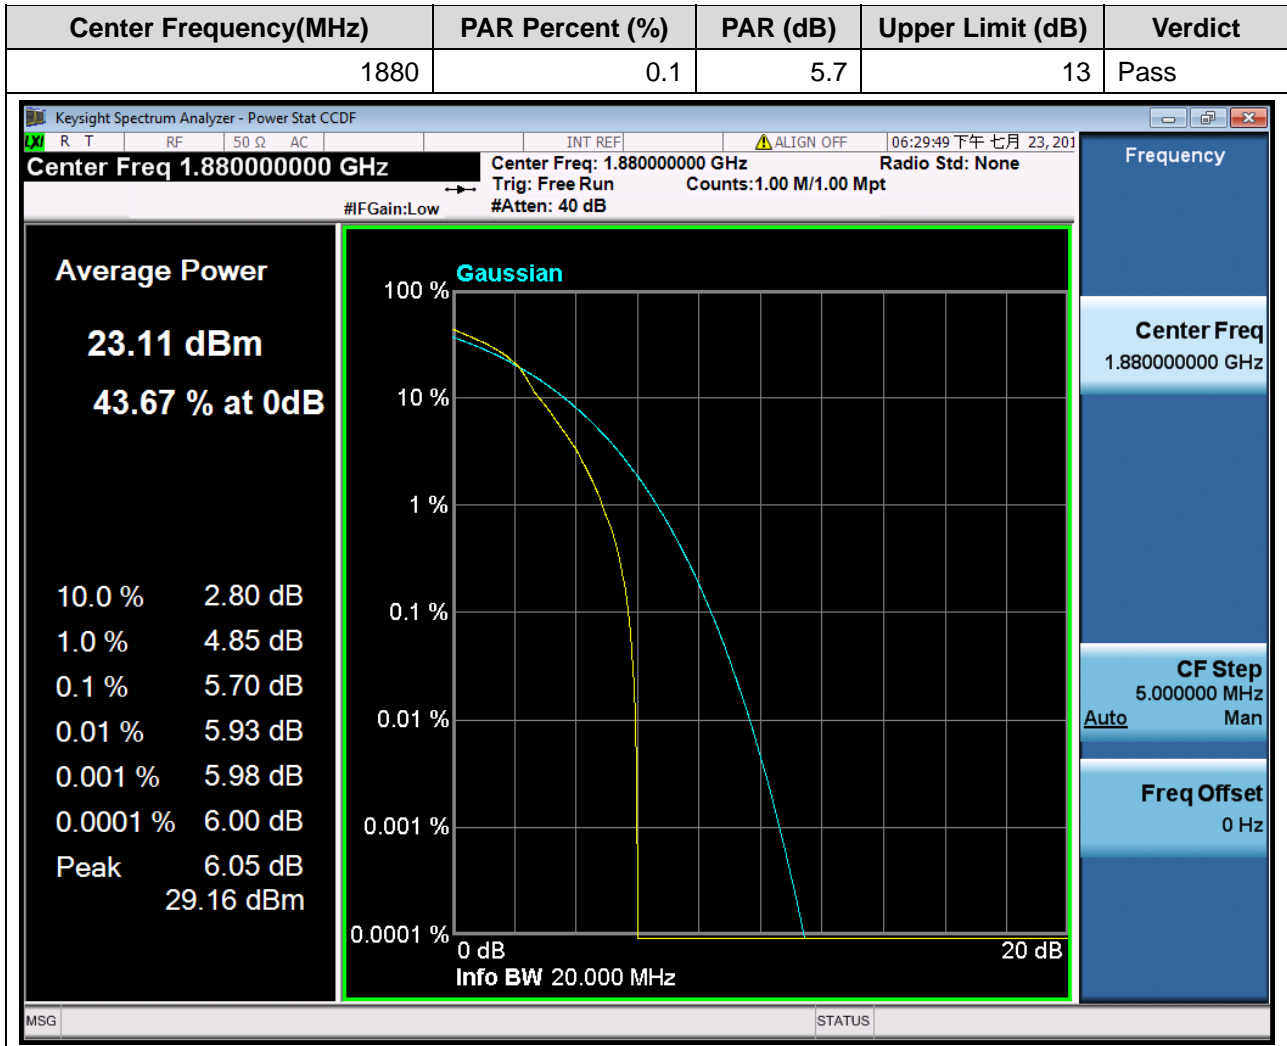 Center Frequency(MHz) PAR Percent (%) PAR (dB) Upper Limit (dB) Verdict
1880 0.1 5.7 13 Pass
Keysight Spectrum Analyzer - Power Stat CCDF
LXI R T RF 50 Ω AC INT REF ALIGN OFF 06:29:49 下午 七月 23, 201
Center Freq 1.880000000 GHz
Center Freq: 1.880000000 GHz Radio Std: None
Trig: Free Run Counts:1.00 M/1.00 Mpt
#IFGain:Low #Atten: 40 dB
Average Power
23.11 dBm
43.67 % at 0dB
10.0 % 2.80 dB
1.0 % 4.85 dB
0.1 % 5.70 dB
0.01 % 5.93 dB
0.001 % 5.98 dB
0.0001 % 6.00 dB
Peak 6.05 dB
29.16 dBm
Gaussian
100 %
10 %
1 %
0.1 %
0.01 %
0.001 %
0.0001 %
0 dB 20 dB
Info BW 20.000 MHz
Frequency
Center Freq
1.880000000 GHz
CF Step
5.000000 MHz
Auto Man
Freq Offset
0 Hz
MSG STATUS